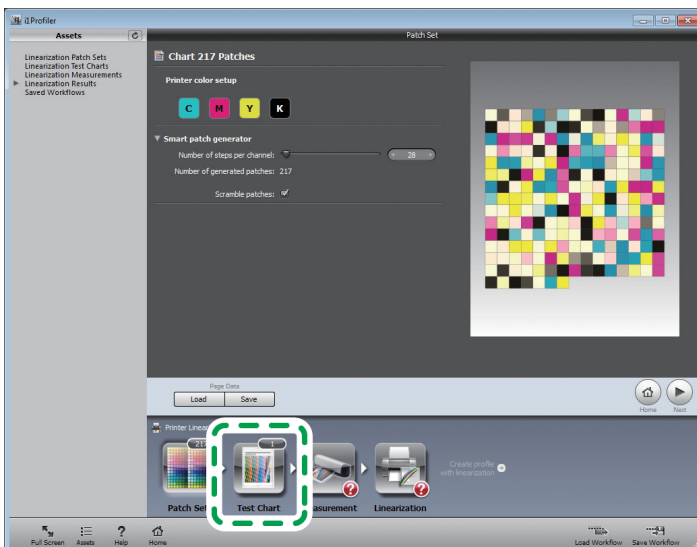 i1Profiler
Assets
Patch Set
Linearization Patch Sets
Linearization Test Charts
Linearization Measurements
Linearization Results
Saved Workflows
Chart 217 Patches
Printer color setup
C M Y K
Smart patch generator
Number of steps per channel: 28
Number of generated patches: 217
Scramble patches:
Page Data
Load Save
Home Next
Printer Linear
217 1
Create profile
with linearization
Patch Set Test Chart asurement Linearization
Full Screen Assets Help Home Load Workflow Save Workflow